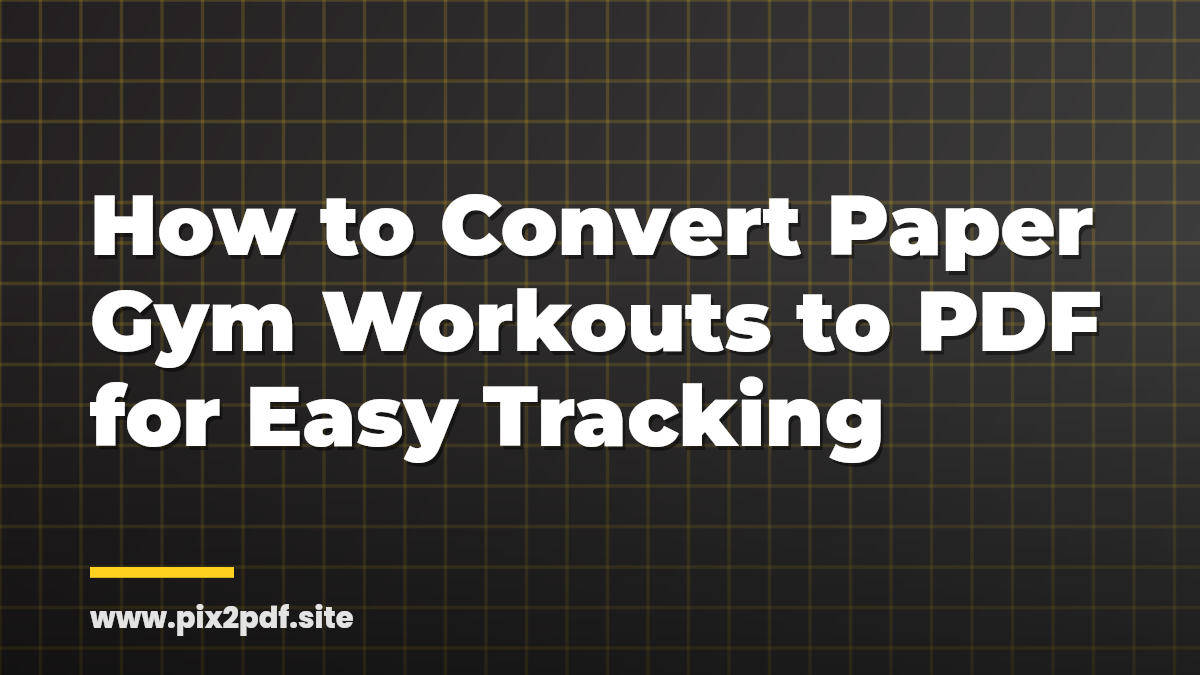 How to Convert Paper
Gym Workouts to PDF
for Easy Tracking
www.pix2pdf.site